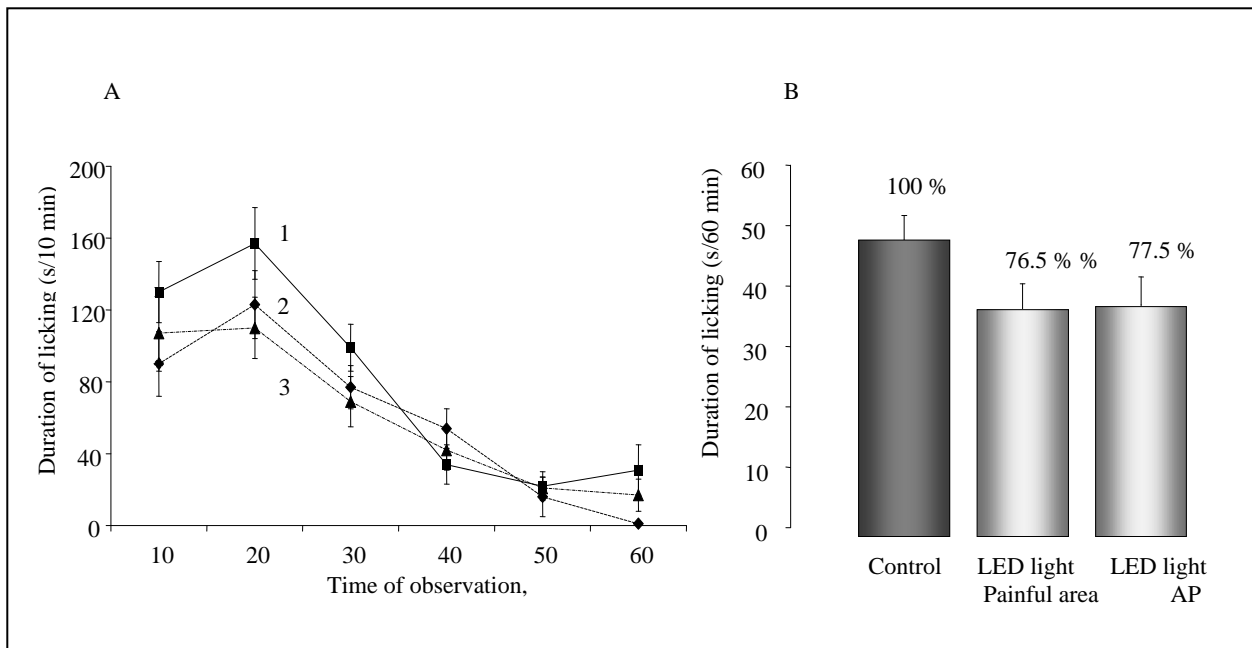 A
Duration of licking (s/10 min)
200
160
120
80
40
0
1
2
3
10 20 30 40 50 60
Time of observation,
B
Duration of licking (s/60 min)
60
50
40
30
20
10
0
100 %
76.5 % %
77.5 %
Control
LED light
Painful area
LED light
AP